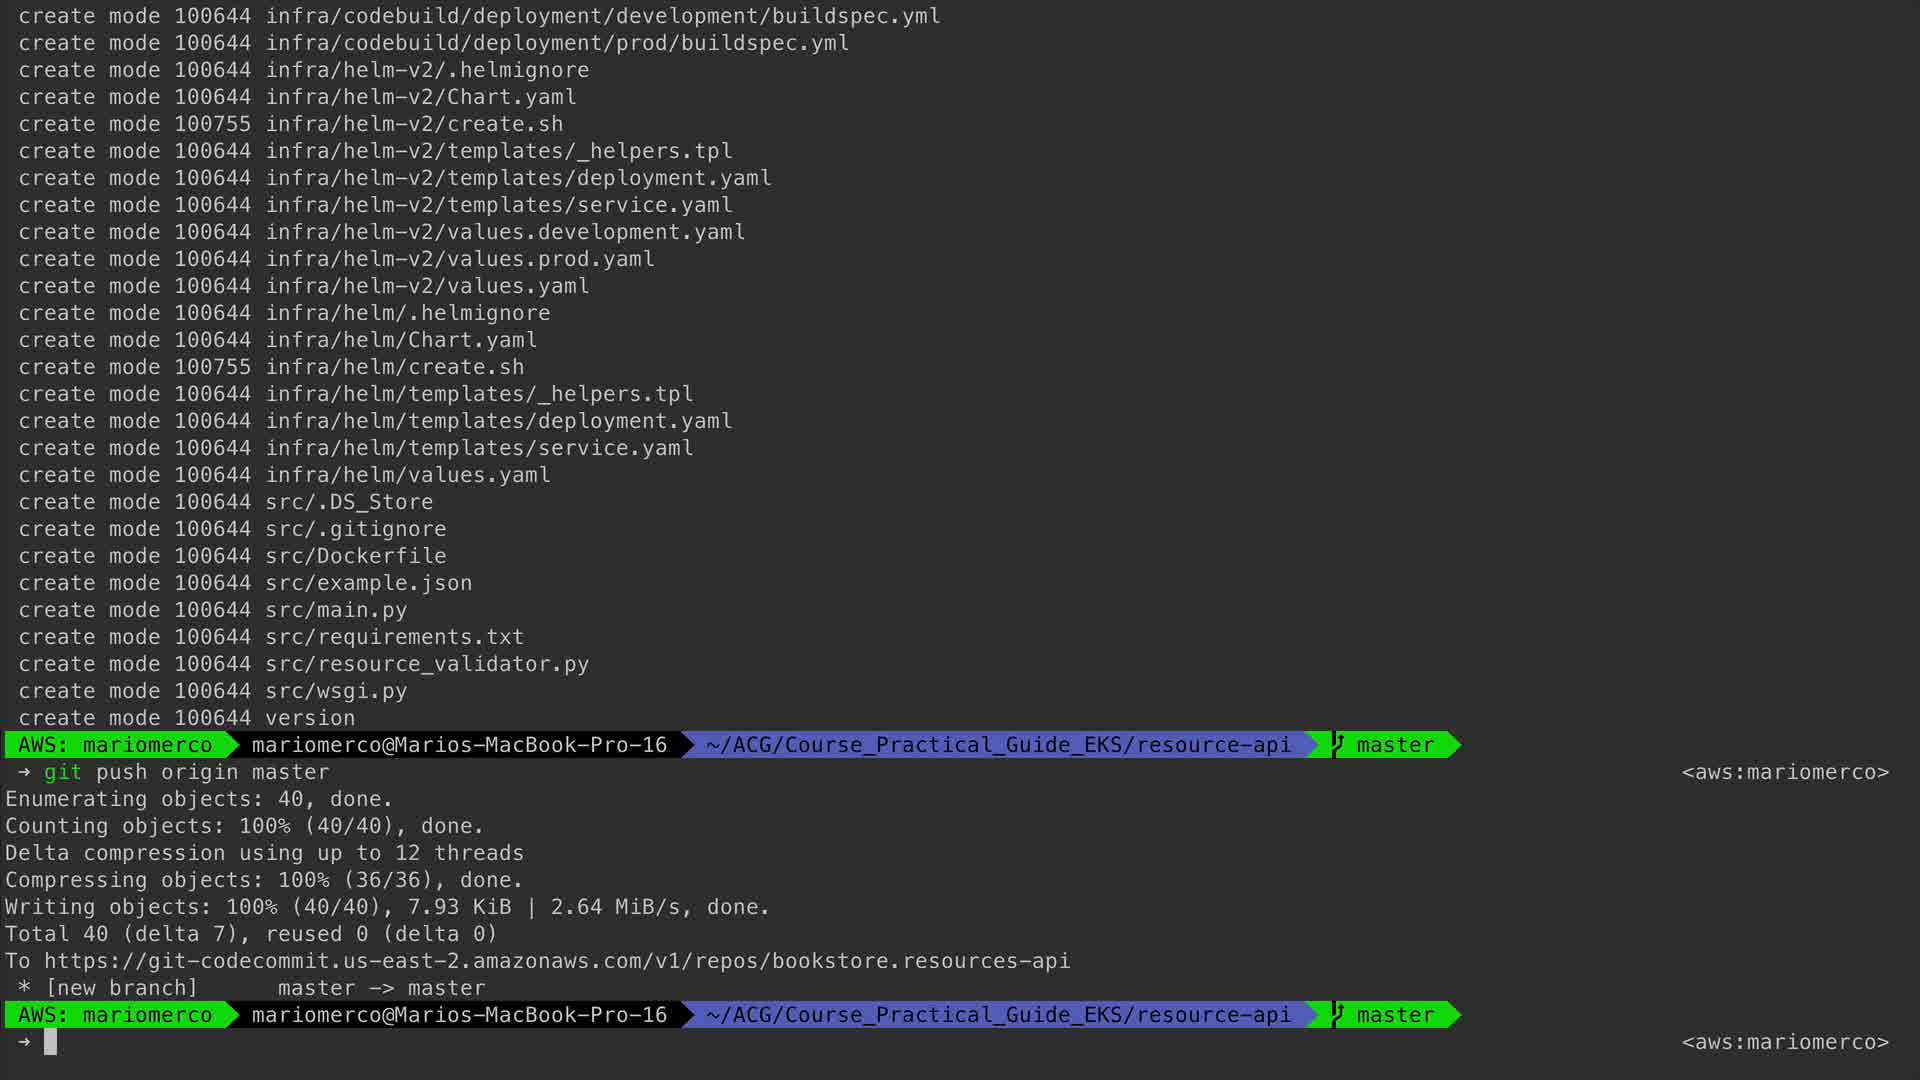 create mode 100644 infra/codebuild/deployment/development/buildspec.yml
create mode 100644 infra/codebuild/deployment/prod/buildspec.yml
create mode 100644 infra/helm-v2/.helmignore
create mode 100644 infra/helm-v2/Chart.yaml
create mode 100755 infra/helm-v2/create.sh
create mode 100644 infra/helm-v2/templates/_helpers.tpl
create mode 100644 infra/helm-v2/templates/deployment.yaml
create mode 100644 infra/helm-v2/templates/service.yaml
create mode 100644 infra/helm-v2/values.development.yaml
create mode 100644 infra/helm-v2/values.prod.yaml
create mode 100644 infra/helm-v2/values.yaml
create mode 100644 infra/helm/.helmignore
create mode 100644 infra/helm/Chart.yaml
create mode 100755 infra/helm/create.sh
create mode 100644 infra/helm/templates/_helpers.tpl
create mode 100644 infra/helm/templates/deployment.yaml
create mode 100644 infra/helm/templates/service.yaml
create mode 100644 infra/helm/values.yaml
create mode 100644 src/.DS_Store
create mode 100644 src/.gitignore
create mode 100644 src/Dockerfile
create mode 100644 src/example.json
create mode 100644 src/main.py
create mode 100644 src/requirements.txt
create mode 100644 src/resource_validator.py
create mode 100644 src/wsgi.py
create mode 100644 version
AWS: mariomerco mariomerco@Marios-MacBook-Pro-16 ~/ACG/Course_Practical_Guide_EKS/resource-api master
→ git push origin master <aws:mariomerco>
Enumerating objects: 40, done.
Counting objects: 100% (40/40), done.
Delta compression using up to 12 threads
Compressing objects: 100% (36/36), done.
Writing objects: 100% (40/40), 7.93 KiB | 2.64 MiB/s, done.
Total 40 (delta 7), reused 0 (delta 0)
To https://git-codecommit.us-east-2.amazonaws.com/v1/repos/bookstore.resources-api
* [new branch] master -> master
AWS: mariomerco mariomerco@Marios-MacBook-Pro-16 ~/ACG/Course_Practical_Guide_EKS/resource-api master
→ <aws:mariomerco>